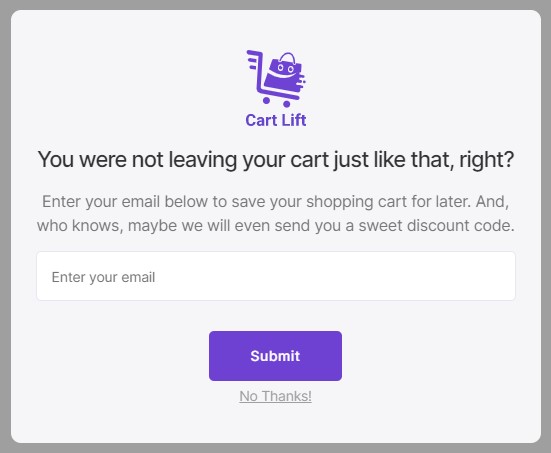 Cart Lift
You were not leaving your cart just like that, right?
Enter your email below to save your shopping cart for later. And,
who knows, maybe we will even send you a sweet discount code.
Enter your email
Submit
No Thanks!